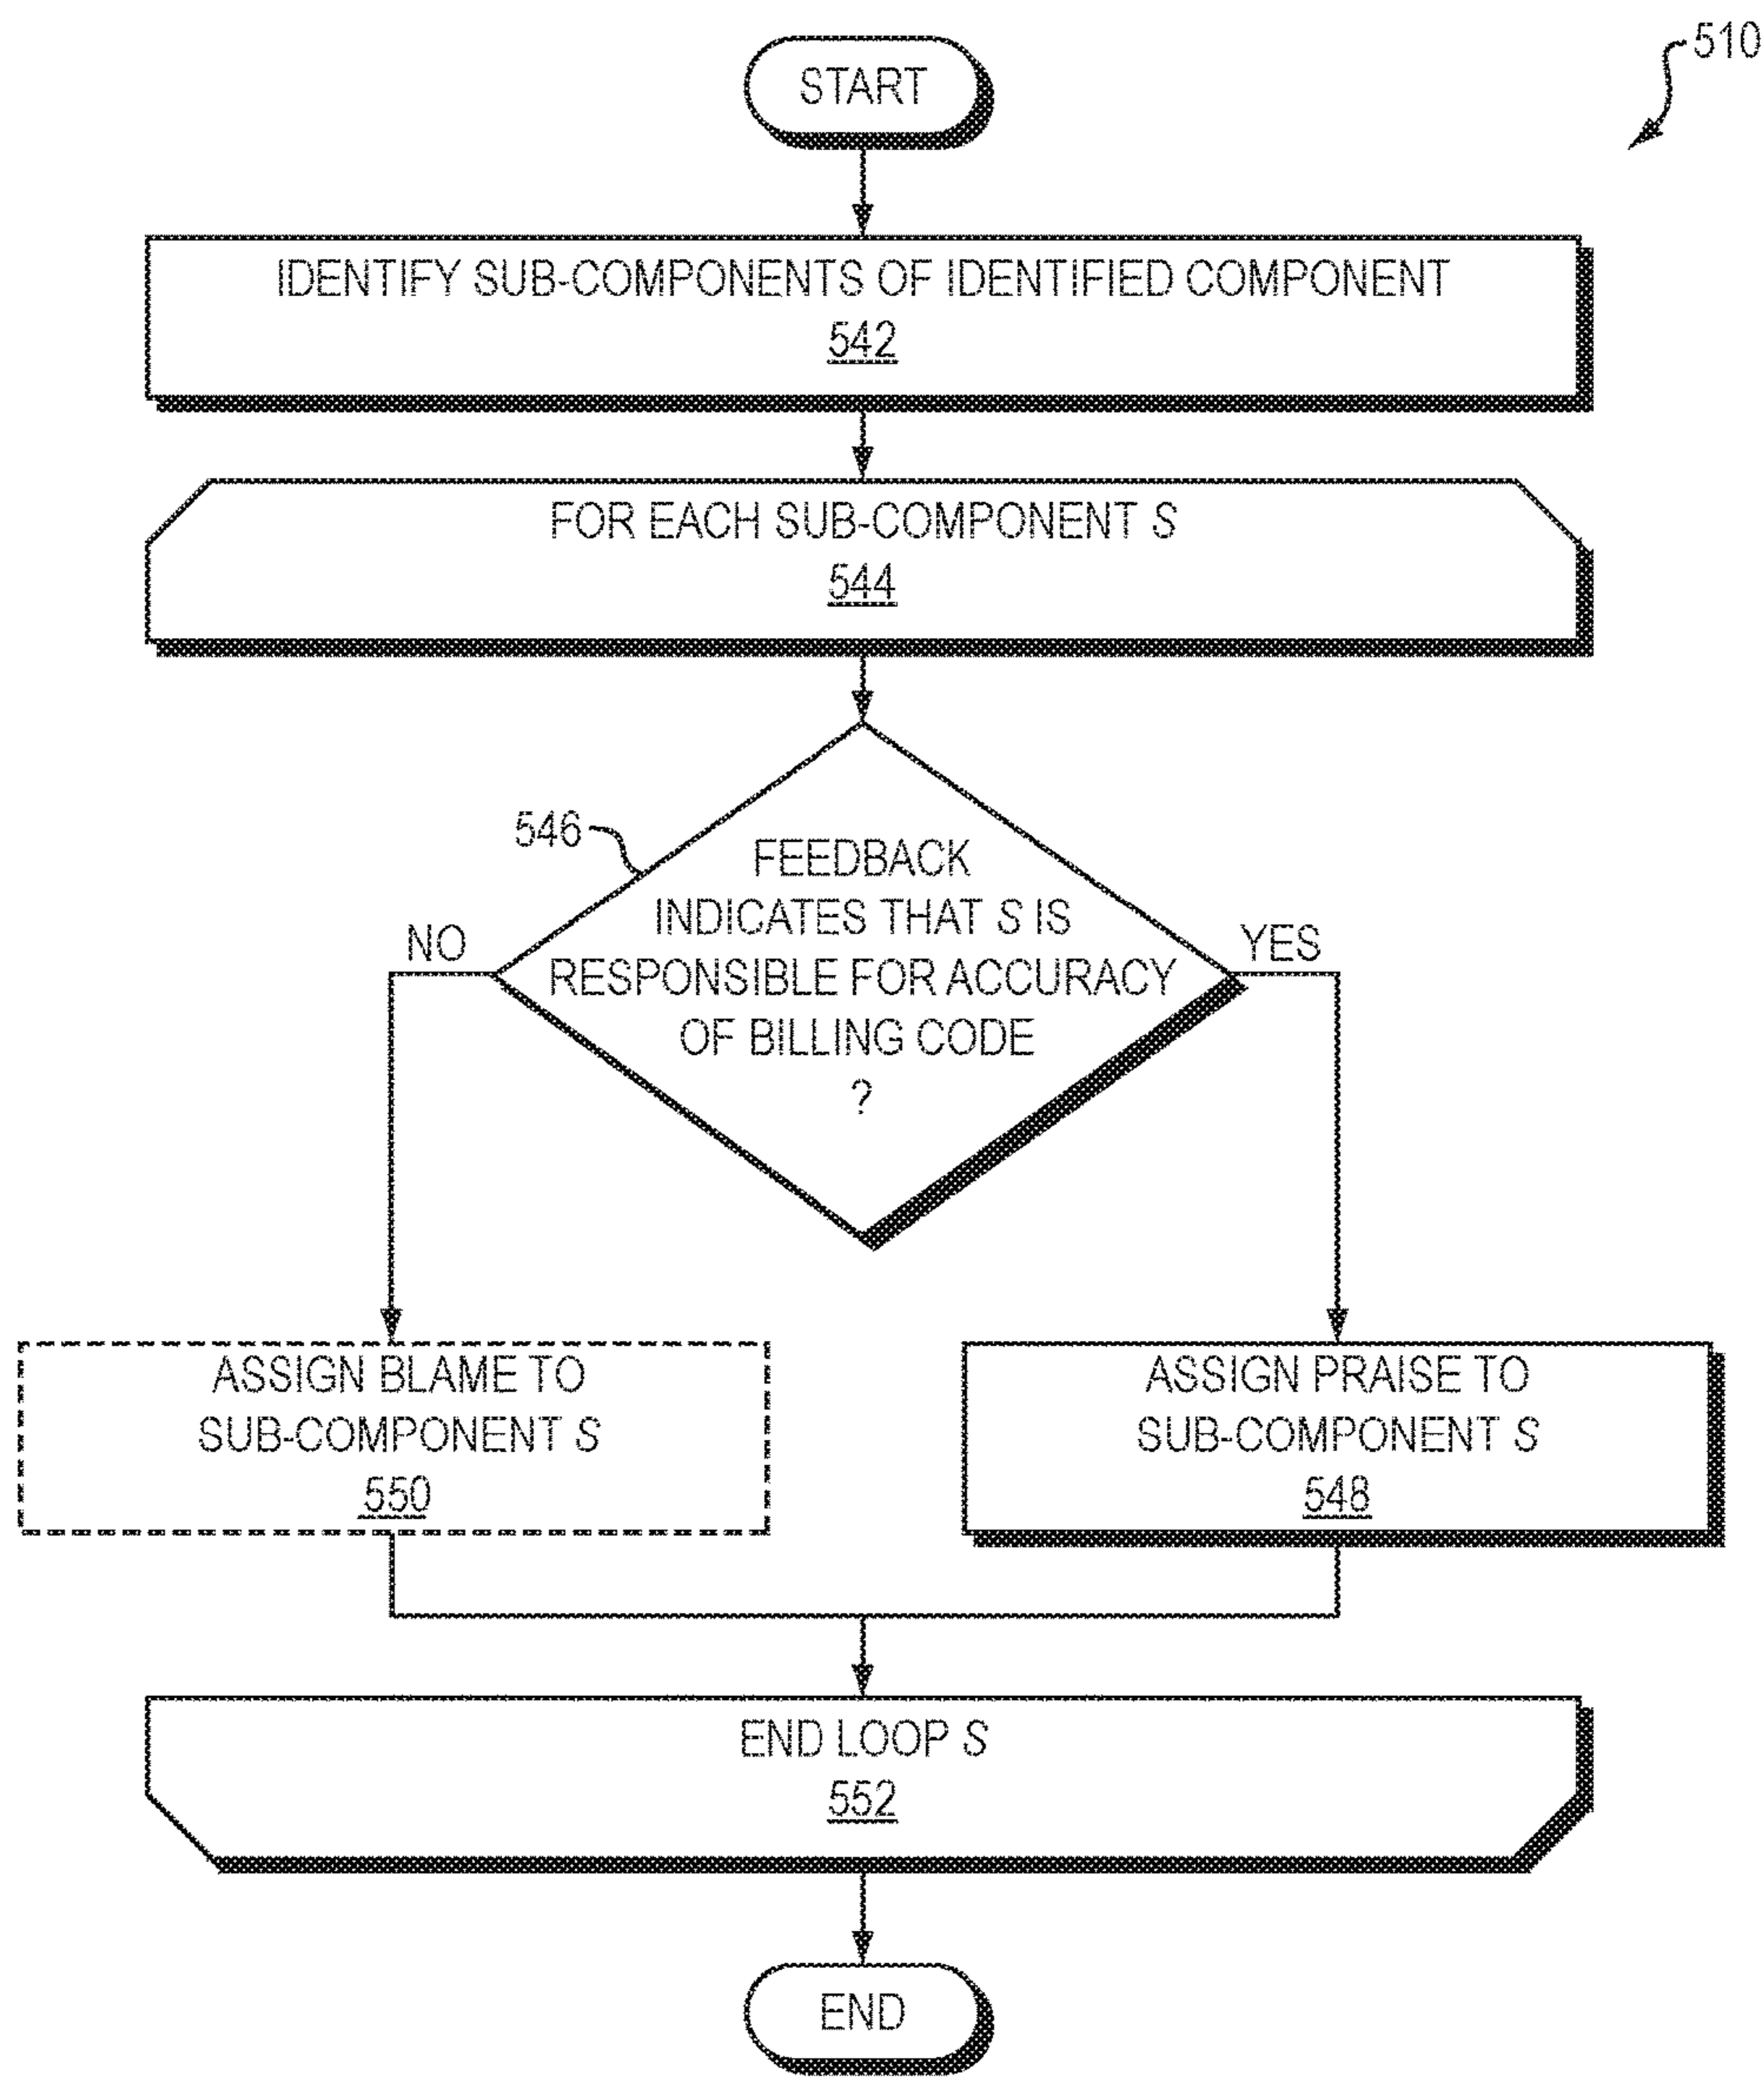 510
START
IDENTIFY SUB-COMPONENTS OF IDENTIFIED COMPONENT
542
FOR EACH SUB-COMPONENT S
544
546
FEEDBACK
INDICATES THAT S IS
RESPONSIBLE FOR ACCURACY
OF BILLING CODE
?
NO
YES
ASSIGN BLAME TO
SUB-COMPONENT S
550
ASSIGN PRAISE TO
SUB-COMPONENT S
548
END LOOP S
552
END